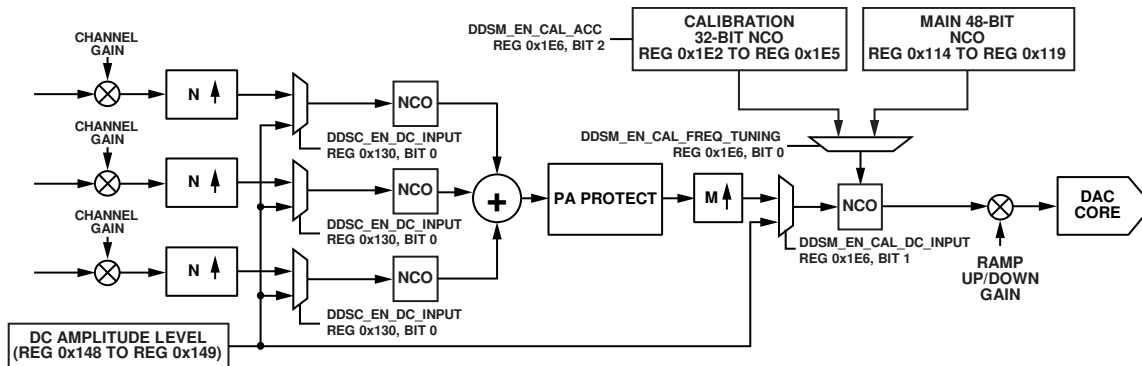 CHANNEL
GAIN
N
NCO
DDSC_EN_DC_INPUT
REG 0x130, BIT 0
CHANNEL
GAIN
N
NCO
DDSC_EN_DC_INPUT
REG 0x130, BIT 0
CHANNEL
GAIN
N
NCO
DDSC_EN_DC_INPUT
REG 0x130, BIT 0
DC AMPLITUDE LEVEL
(REG 0x148 TO REG 0x149)
+
PA PROTECT
M
DDSM_EN_CAL_ACC
REG 0x1E6, BIT 2
CALIBRATION
32-BIT NCO
REG 0x1E2 TO REG 0x1E5
MAIN 48-BIT
NCO
REG 0x114 TO REG 0x119
DDSM_EN_CAL_FREQ_TUNING
REG 0x1E6, BIT 0
NCO
DDSM_EN_CAL_DC_INPUT
REG 0x1E6, BIT 1
RAMP
UP/DOWN
GAIN
DAC
CORE